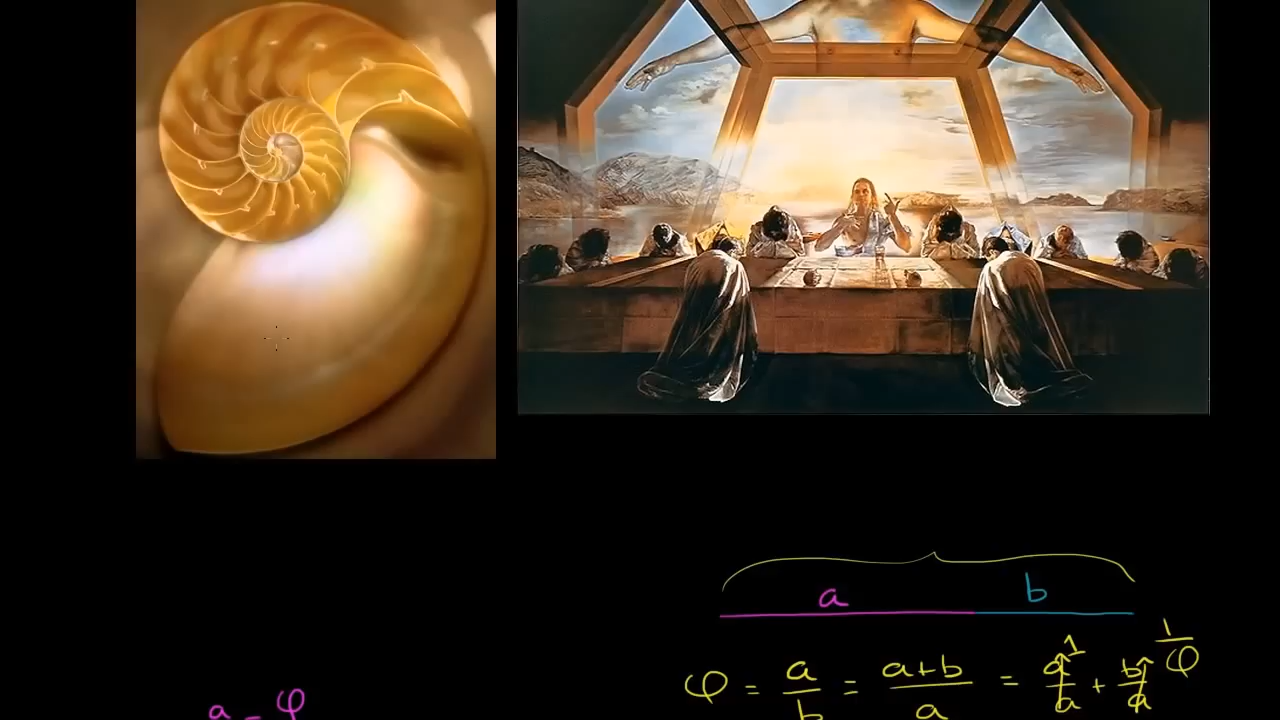 a b
φ = a/b = (a+b)/a = a/a + b/a
1 1/φ
a/ = φ